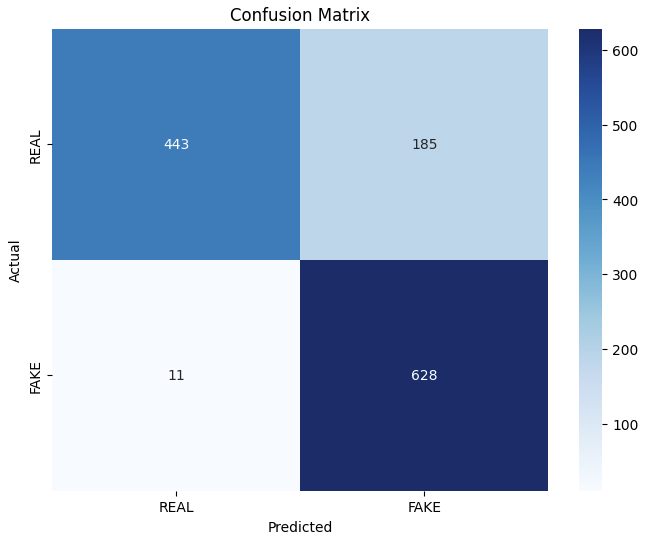 Confusion Matrix
REAL
443
185
FAKE
11
628
Actual
REAL
FAKE
Predicted
600
500
400
300
200
100